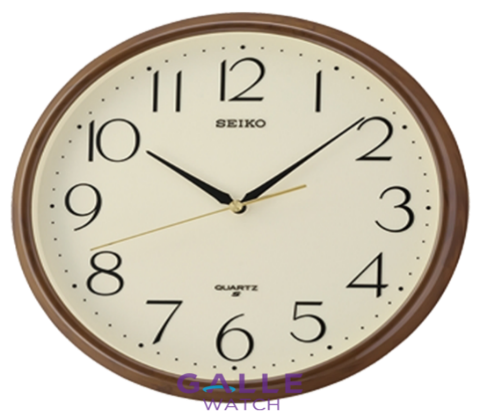 11 12 1
SEIKO
10 2
9 3
QUARTZ
S
8 4
7 6 5
GALLE
WATCH